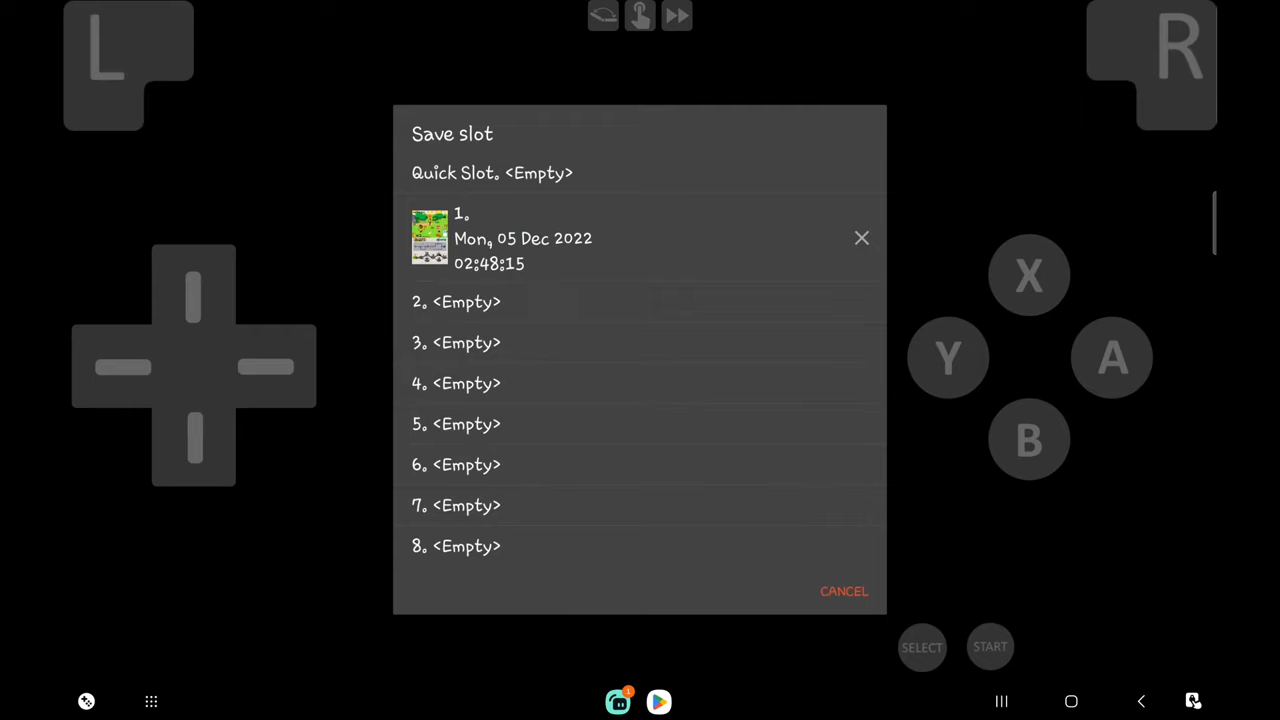 L
R
Save slot
Quick Slot. <Empty>
1.
Mon, 05 Dec 2022
02:48:15
2. <Empty>
3. <Empty>
4. <Empty>
5. <Empty>
6. <Empty>
7. <Empty>
8. <Empty>
CANCEL
X
Y
A
B
SELECT
START
1